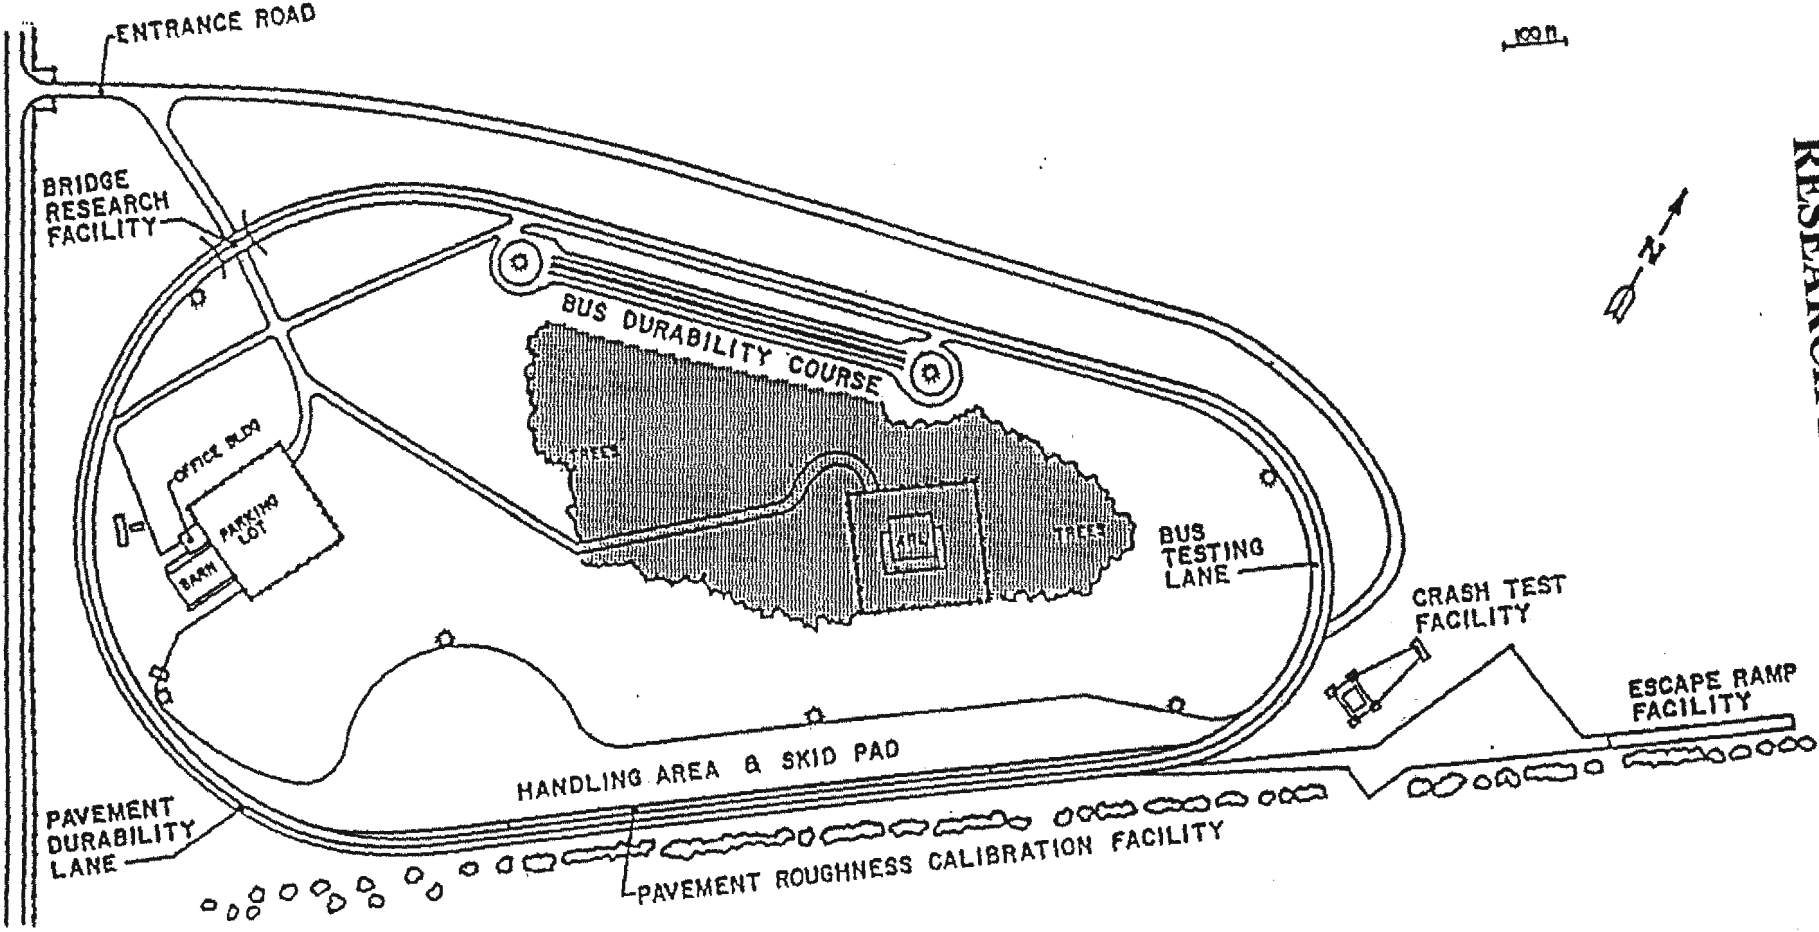 ENTRANCE ROAD
100 ft
BRIDGE
RESEARCH
FACILITY
N
BUS DURABILITY COURSE
OFFICE BLDG
PARKING
LOT
BARN
TREES
ARL
TREES
BUS
TESTING
LANE
CRASH TEST
FACILITY
ESCAPE RAMP
FACILITY
HANDLING AREA & SKID PAD
PAVEMENT
DURABILITY
LANE
PAVEMENT ROUGHNESS CALIBRATION FACILITY